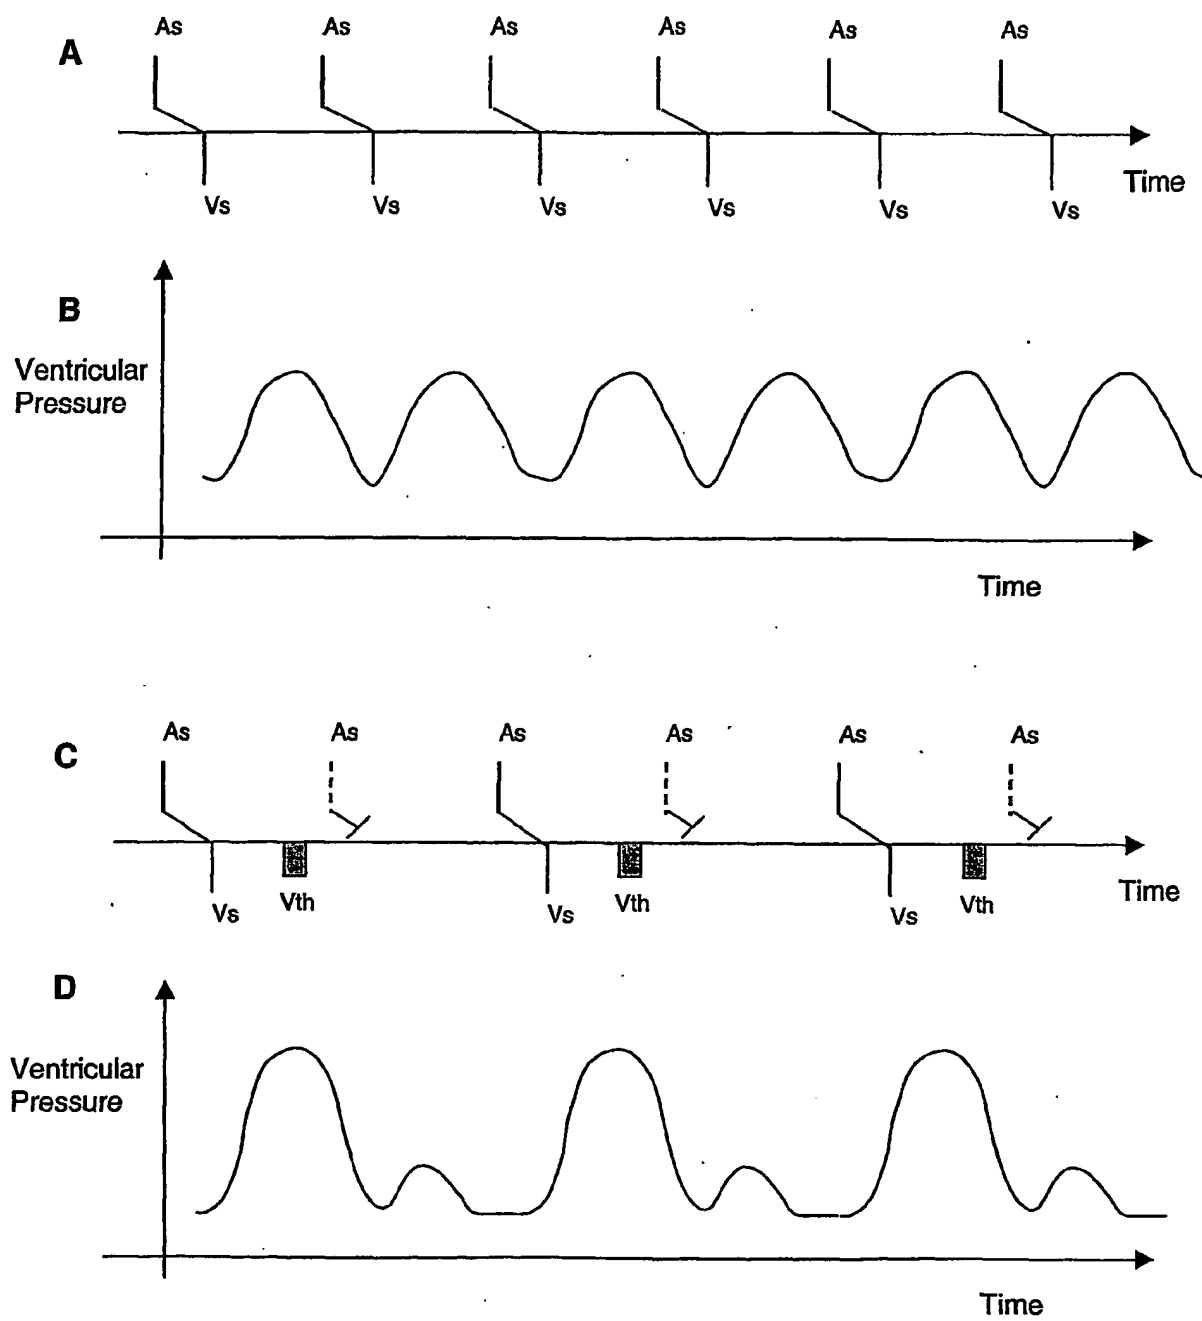 A
As As As As As As
Time
Vs Vs Vs Vs Vs Vs
B
Ventricular
Pressure
Time
C
As As As As As As
Time
Vs Vth Vs Vth Vs Vth
D
Ventricular
Pressure
Time